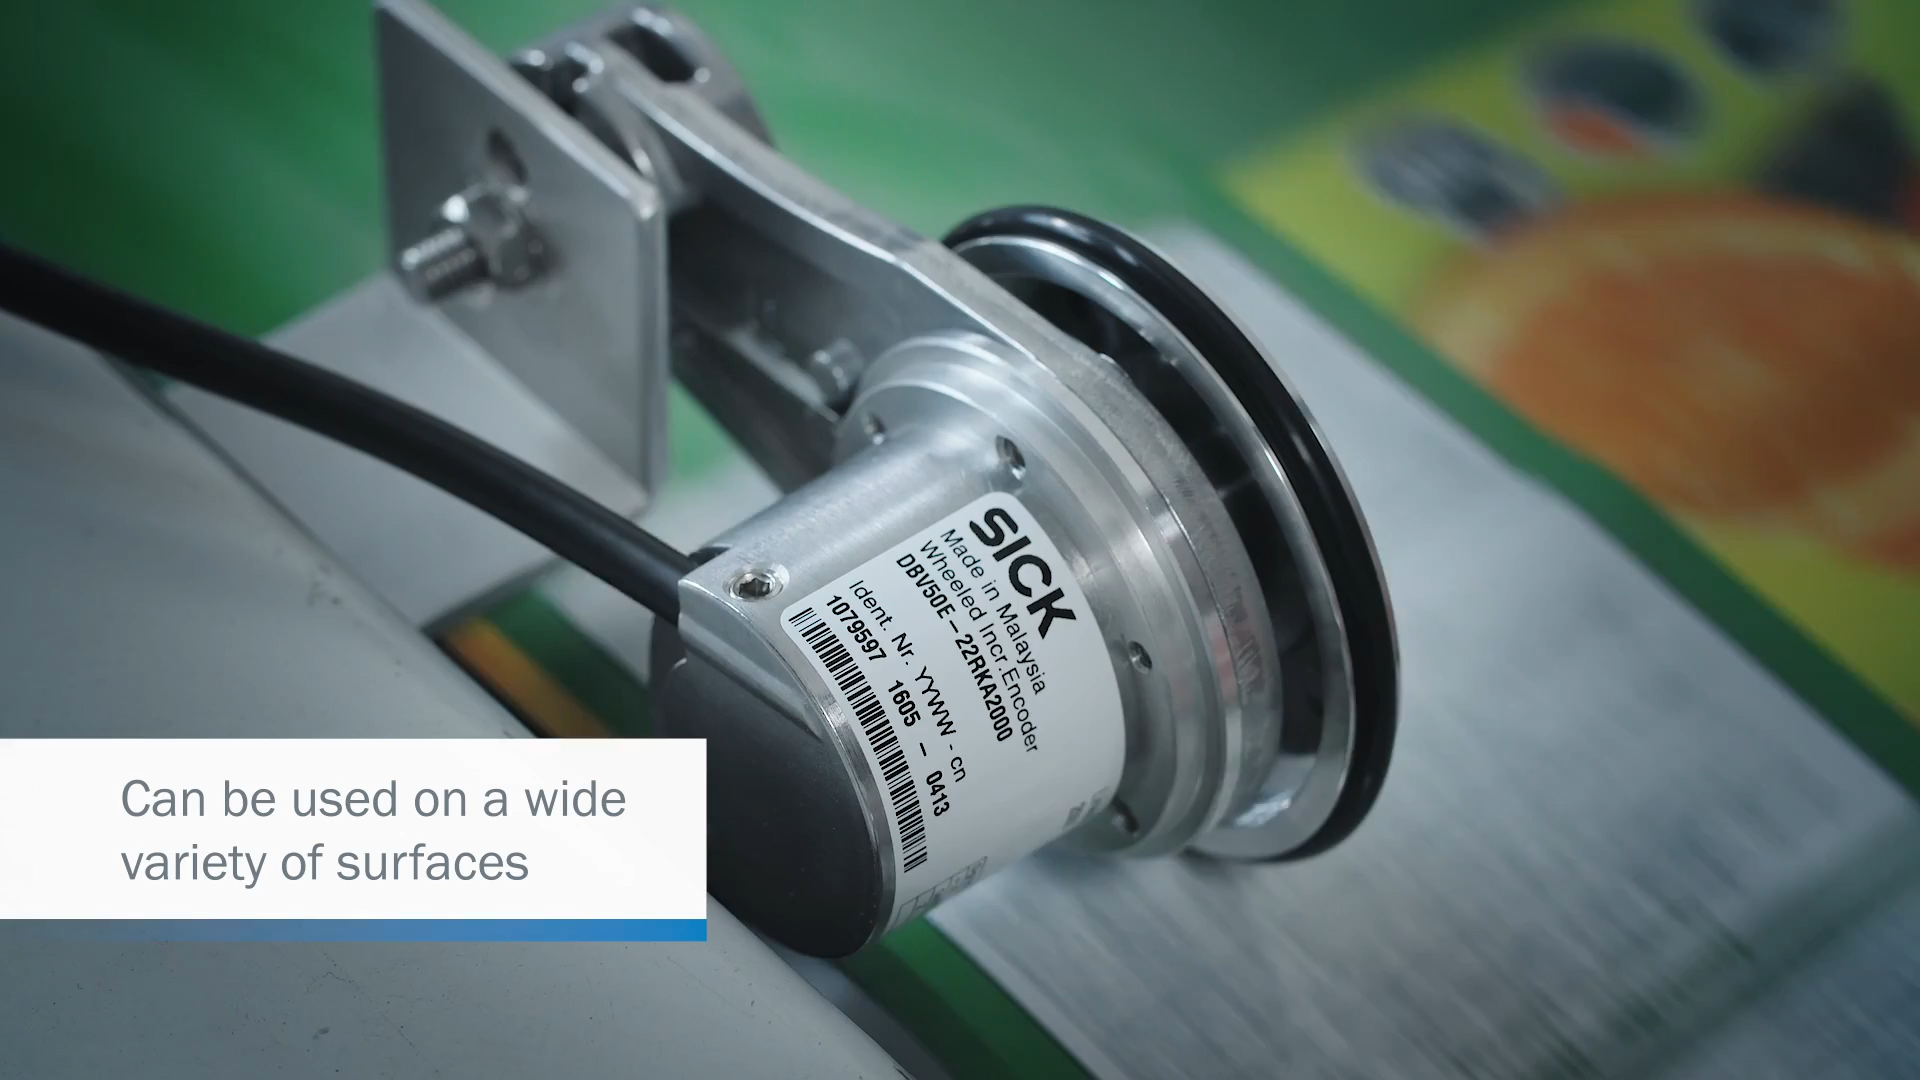 SICK
Made in Malaysia
Wheeled Incr. Encoder
DBV50E-22RKA2000
Ident. Nr. YYWW - cn
1079597 1605 - 0413
Can be used on a wide
variety of surfaces